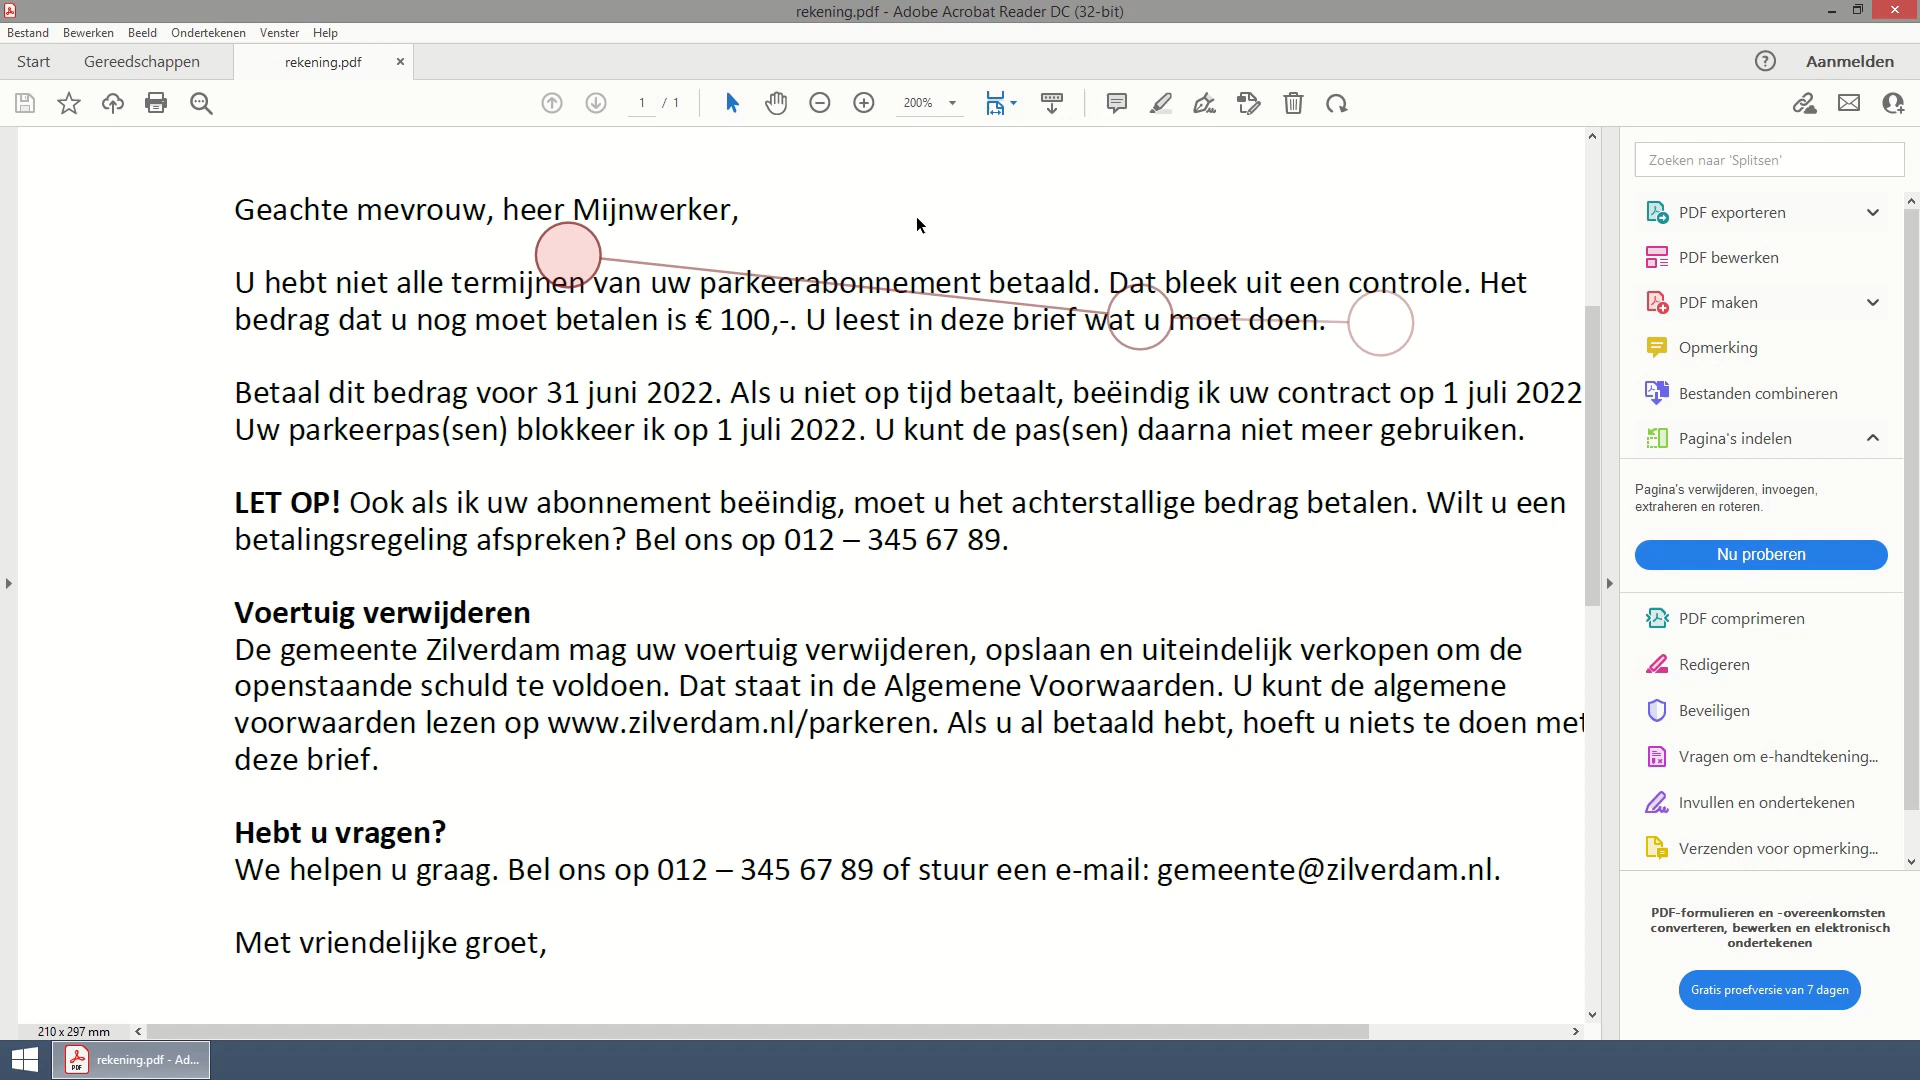 rekening.pdf - Adobe Acrobat Reader DC (32-bit)
Bestand Bewerken Beeld Ondertekenen Venster Help
Start Gereedschappen rekening.pdf Aanmelden
1 / 1 200%
Geachte mevrouw, heer Mijnwerker,
U hebt niet alle termijnen van uw parkeerabonnement betaald. Dat bleek uit een controle. Het
bedrag dat u nog moet betalen is € 100,-. U leest in deze brief wat u moet doen.
Betaal dit bedrag voor 31 juni 2022. Als u niet op tijd betaalt, beëindig ik uw contract op 1 juli 2022
Uw parkeerpas(sen) blokkeer ik op 1 juli 2022. U kunt de pas(sen) daarna niet meer gebruiken.
LET OP! Ook als ik uw abonnement beëindig, moet u het achterstallige bedrag betalen. Wilt u een
betalingsregeling afspreken? Bel ons op 012 – 345 67 89.
Voertuig verwijderen
De gemeente Zilverdam mag uw voertuig verwijderen, opslaan en uiteindelijk verkopen om de
openstaande schuld te voldoen. Dat staat in de Algemene Voorwaarden. U kunt de algemene
voorwaarden lezen op www.zilverdam.nl/parkeren. Als u al betaald hebt, hoeft u niets te doen met
deze brief.
Hebt u vragen?
We helpen u graag. Bel ons op 012 – 345 67 89 of stuur een e-mail: gemeente@zilverdam.nl.
Met vriendelijke groet,
210 x 297 mm
Zoeken naar 'Splitsen'
PDF exporteren
PDF bewerken
PDF maken
Opmerking
Bestanden combineren
Pagina's indelen
Pagina's verwijderen, invoegen,
extraheren en roteren.
Nu proberen
PDF comprimeren
Redigeren
Beveiligen
Vragen om e-handtekening...
Invullen en ondertekenen
Verzenden voor opmerking...
PDF-formulieren en -overeenkomsten
converteren, bewerken en elektronisch
ondertekenen
Gratis proefversie van 7 dagen
rekening.pdf - Ad...